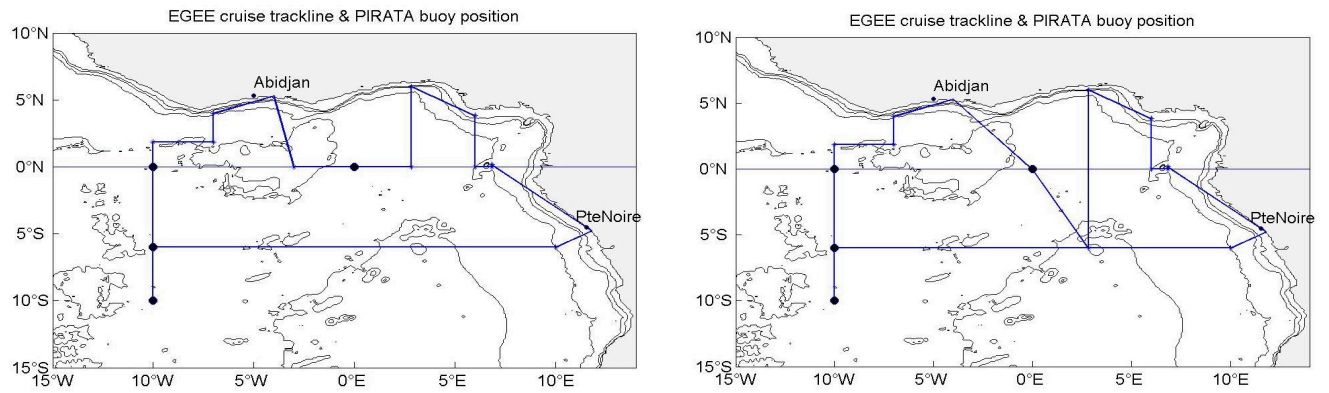 EGEE cruise trackline & PIRATA buoy position
10°N
5°N
0°N
5°S
10°S
15°S
15°W
10°W
5°W
0°E
5°E
10°E
Abidjan
PteNoire
EGEE cruise trackline & PIRATA buoy position
10°N
5°N
0°N
5°S
10°S
15°S
15°W
10°W
5°W
0°E
5°E
10°E
Abidjan
PteNoire